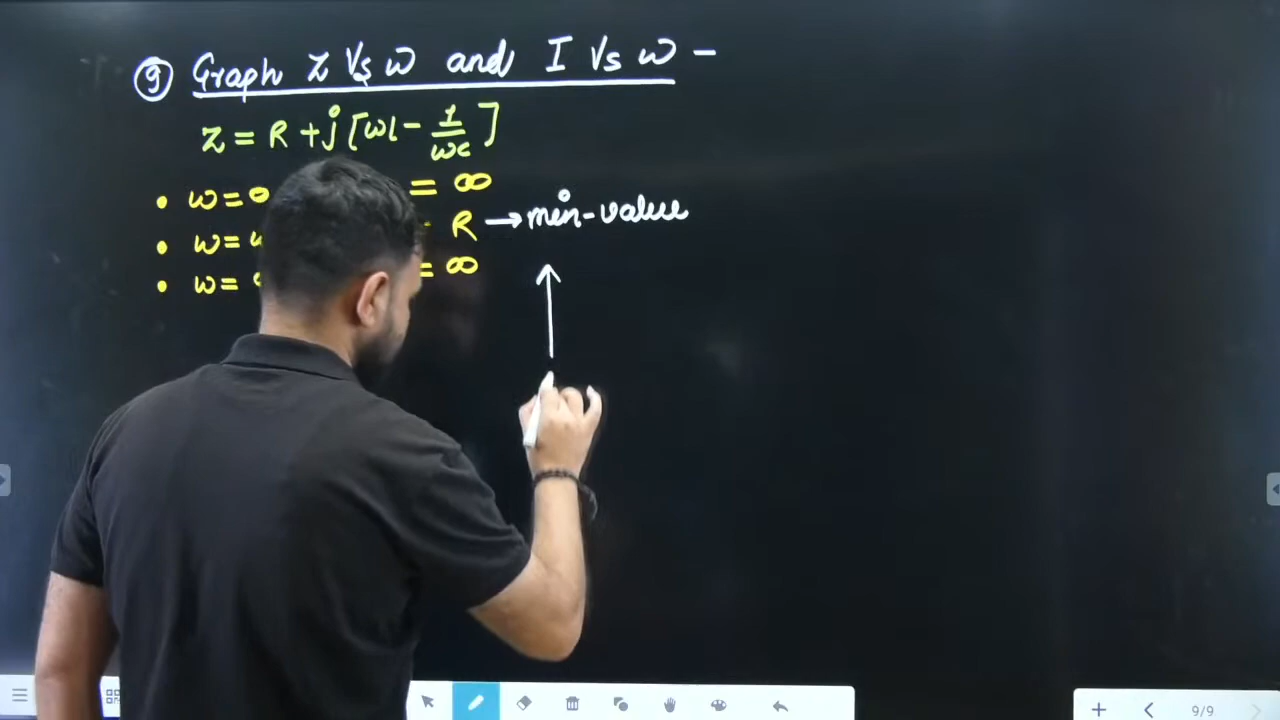 ⑨ Graph Z Vs ω and I Vs ω –
Z = R + j [ωL - 1/ωC]
• ω = 0 = ∞
• ω = R → min-value
• ω = = ∞
9/9